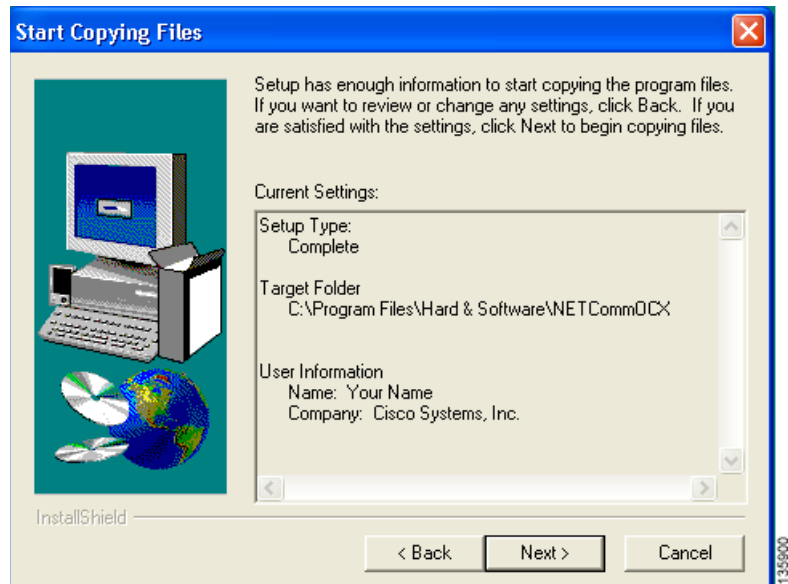 Start Copying Files
Setup has enough information to start copying the program files.
If you want to review or change any settings, click Back. If you
are satisfied with the settings, click Next to begin copying files.
Current Settings:
Setup Type:
Complete
Target Folder
C:\Program Files\Hard & Software\NETCommOCX
User Information
Name: Your Name
Company: Cisco Systems, Inc.
InstallShield
< Back
Next >
Cancel
135900